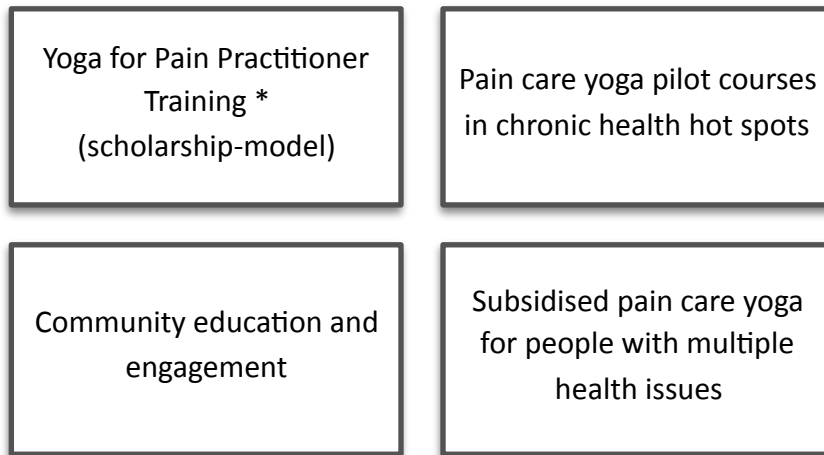 Yoga for Pain Practitioner
Training *
(scholarship-model)
Pain care yoga pilot courses
in chronic health hot spots
Community education and
engagement
Subsidised pain care yoga
for people with multiple
health issues